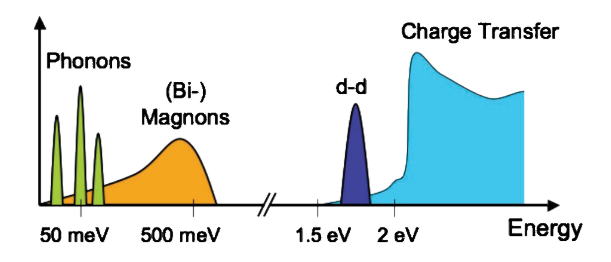 Charge Transfer
Phonons
(Bi-)
Magnons
d-d
50 meV
500 meV
1.5 eV
2 eV
Energy